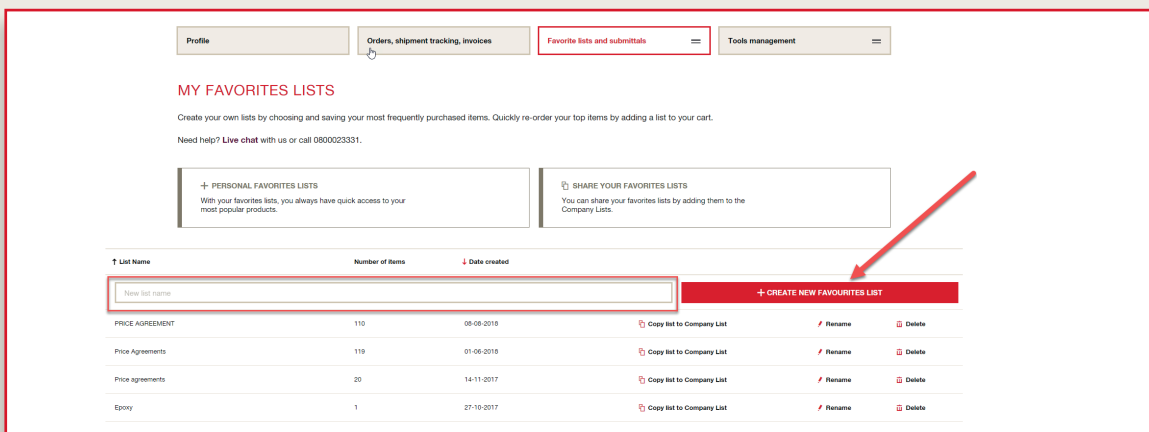 Profile
Orders, shipment tracking, invoices
Favorite lists and submittals
Tools management
MY FAVORITES LISTS
Create your own lists by choosing and saving your most frequently purchased items. Quickly re-order your top items by adding a list to your cart.
Need help? Live chat with us or call 0800023331.
PERSONAL FAVORITES LISTS
With your favorites lists, you always have quick access to your
most popular products.
SHARE YOUR FAVORITES LISTS
You can share your favorites lists by adding them to the
Company Lists.
List Name Number of items Date created
New list name
+ CREATE NEW FAVOURITES LIST
PRICE AGREEMENT 110 08-08-2018 Copy list to Company List Rename Delete
Price Agreements 119 01-06-2018 Copy list to Company List Rename Delete
Price agreements 20 14-11-2017 Copy list to Company List Rename Delete
Epoxy 1 27-10-2017 Copy list to Company List Rename Delete